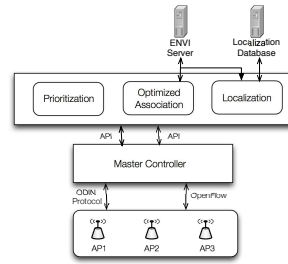 ENVI
Server
Localization
Database
Prioritization
Optimized
Association
Localization
API
API
Master Controller
ODIN
Protocol
OpenFlow
AP1
AP2
AP3